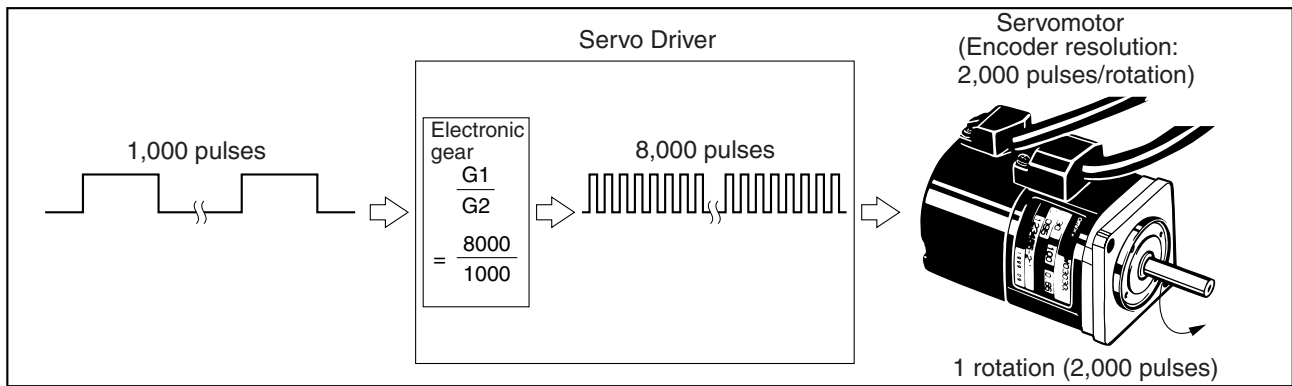 Servo Driver
Servomotor
(Encoder resolution:
2,000 pulses/rotation)
1,000 pulses
Electronic
gear
G1
G2
= 8000
1000
8,000 pulses
1 rotation (2,000 pulses)